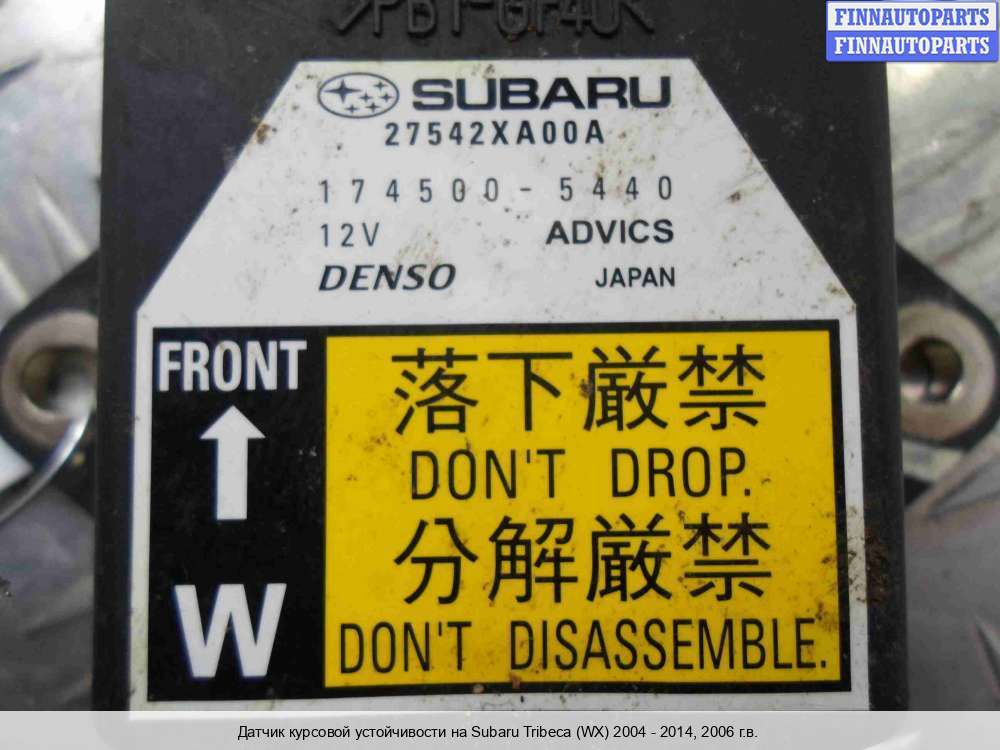 FINNAUTOPARTS
FINNAUTOPARTS
SUBARU
27542XA00A
174500-5440
12V ADVICS
DENSO JAPAN
FRONT
落下厳禁
DON'T DROP.
分解厳禁
W
DON'T DISASSEMBLE.
Датчик курсовой устойчивости на Subaru Tribeca (WX) 2004 - 2014, 2006 г.в.